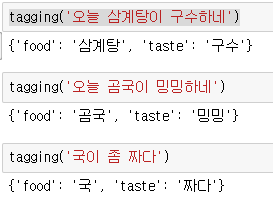 tagging('오늘 삼계탕이 구수하네')
{'food': '삼계탕', 'taste': '구수'}
tagging('오늘 곰국이 밍밍하네')
{'food': '곰국', 'taste': '밍밍'}
tagging('국이 좀 짜다')
{'food': '국', 'taste': '짜다'}